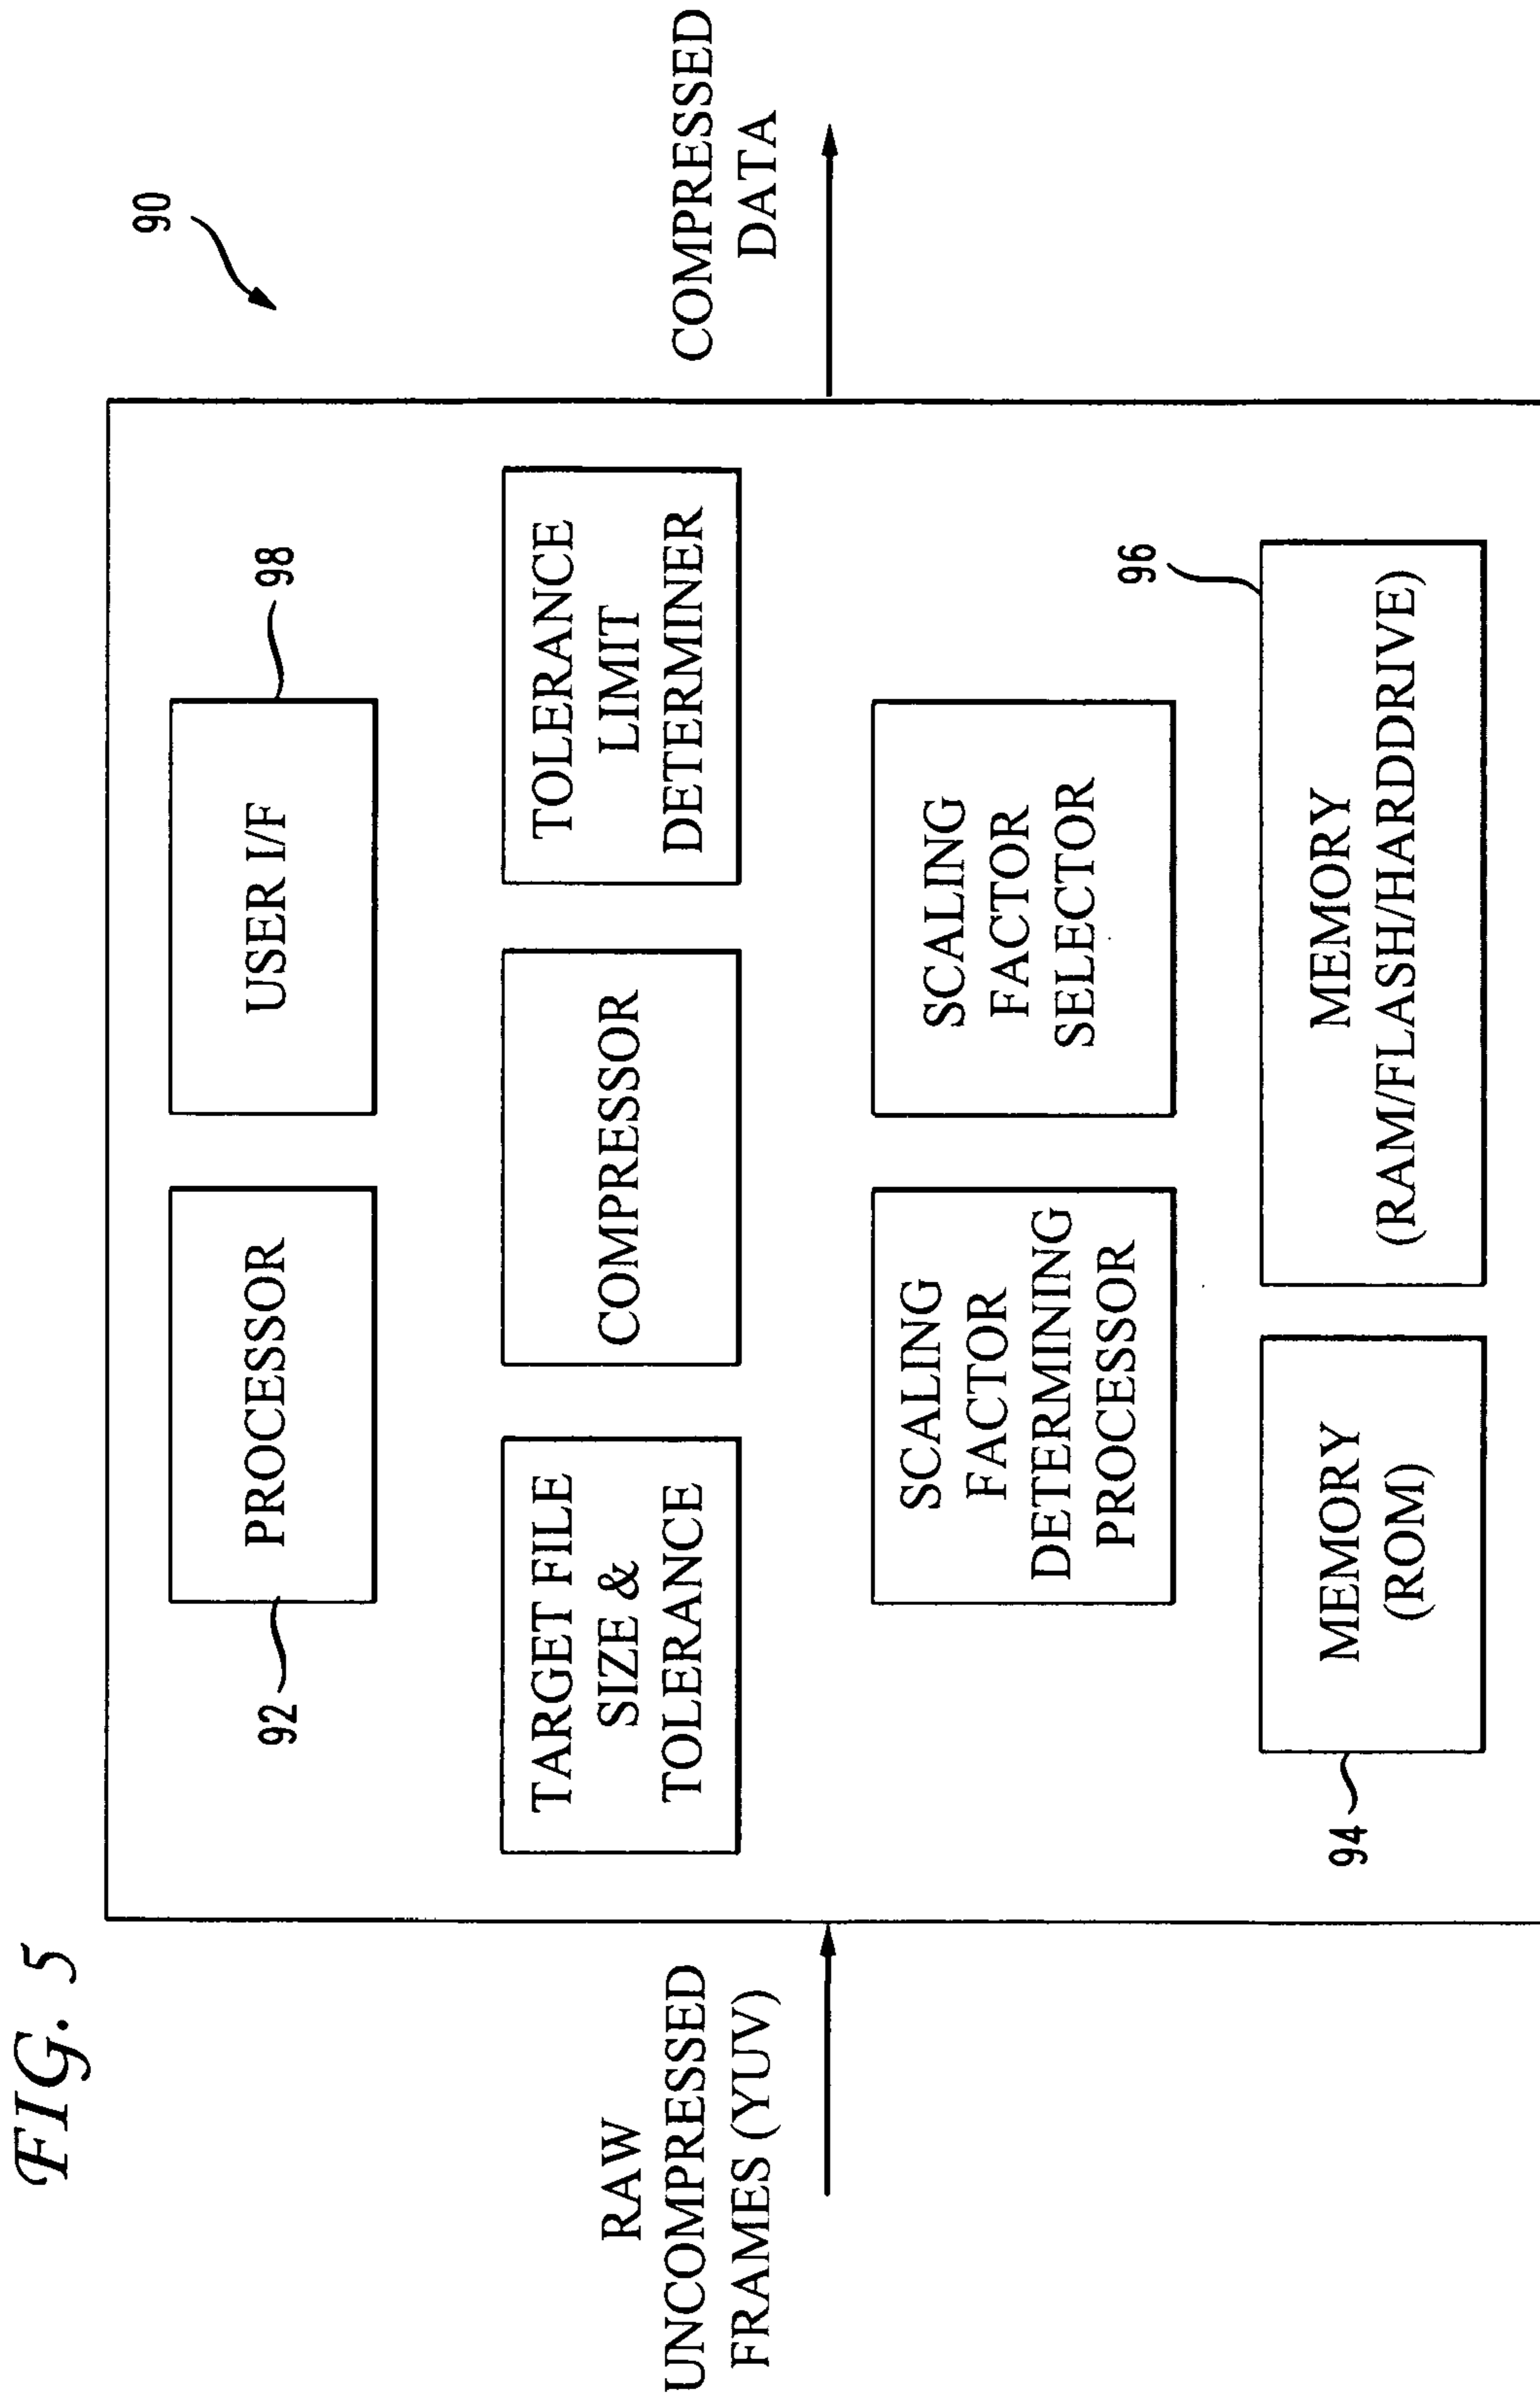 FIG. 5
90
RAW
UNCOMPRESSED
FRAMES (YUV)
COMPRESSED
DATA
92
PROCESSOR
USER I/F
98
TARGET FILE
SIZE &
TOLERANCE
COMPRESSOR
TOLERANCE
LIMIT
DETERMINER
SCALING
FACTOR
DETERMINING
PROCESSOR
SCALING
FACTOR
SELECTOR
94
MEMORY
(ROM)
96
MEMORY
(RAM/FLASH/HARDDRIVE)